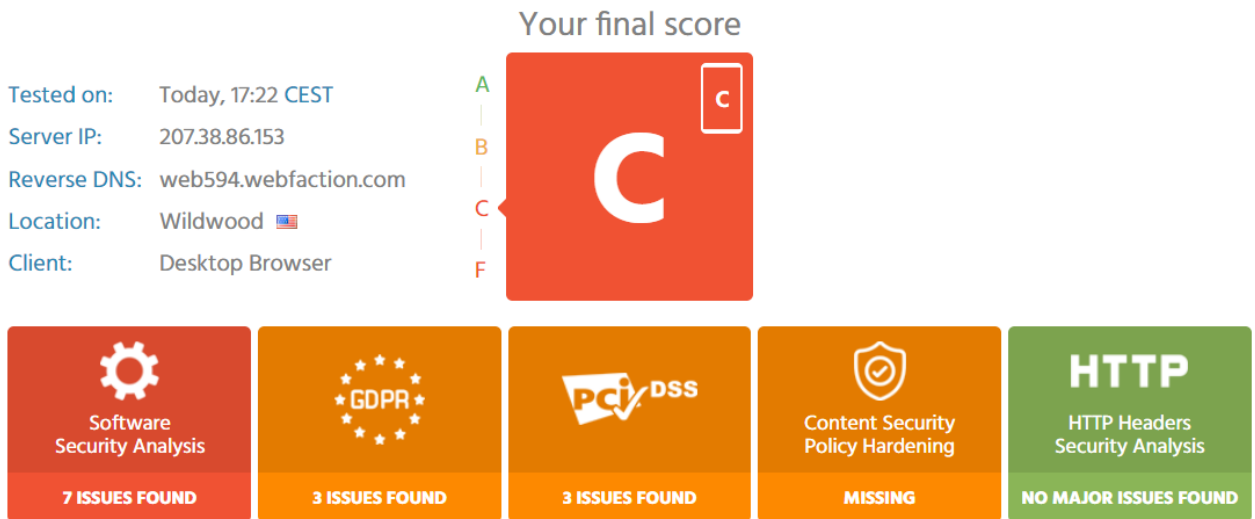 Your final score
Tested on: Today, 17:22 CEST
Server IP: 207.38.86.153
Reverse DNS: web594.webfaction.com
Location: Wildwood
Client: Desktop Browser
A
B
C
F
C
C
Software
Security Analysis
7 ISSUES FOUND
GDPR
3 ISSUES FOUND
PCi DSS
3 ISSUES FOUND
Content Security
Policy Hardening
MISSING
HTTP
HTTP Headers
Security Analysis
NO MAJOR ISSUES FOUND